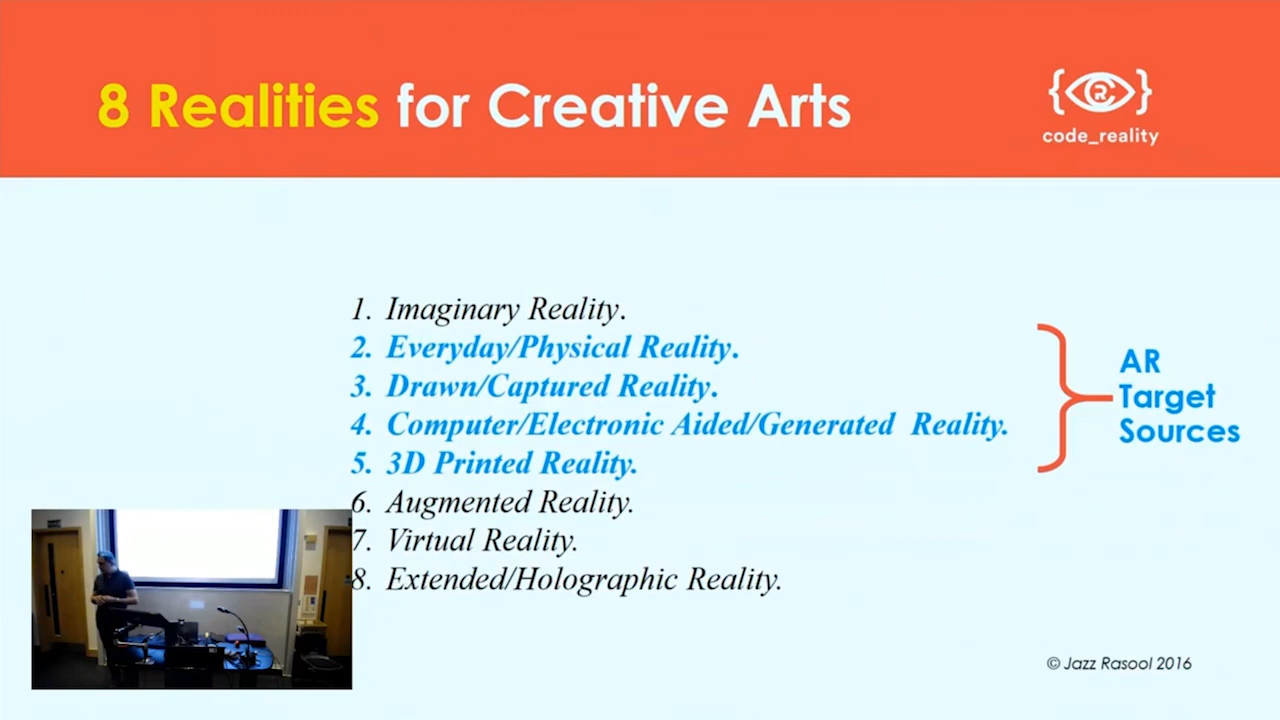 8 Realities for Creative Arts
{RC}
code_reality
1. Imaginary Reality.
2. Everyday/Physical Reality.
3. Drawn/Captured Reality.
4. Computer/Electronic Aided/Generated Reality.
5. 3D Printed Reality.
6. Augmented Reality.
7. Virtual Reality.
8. Extended/Holographic Reality.
AR
Target
Sources
© Jazz Rasool 2016